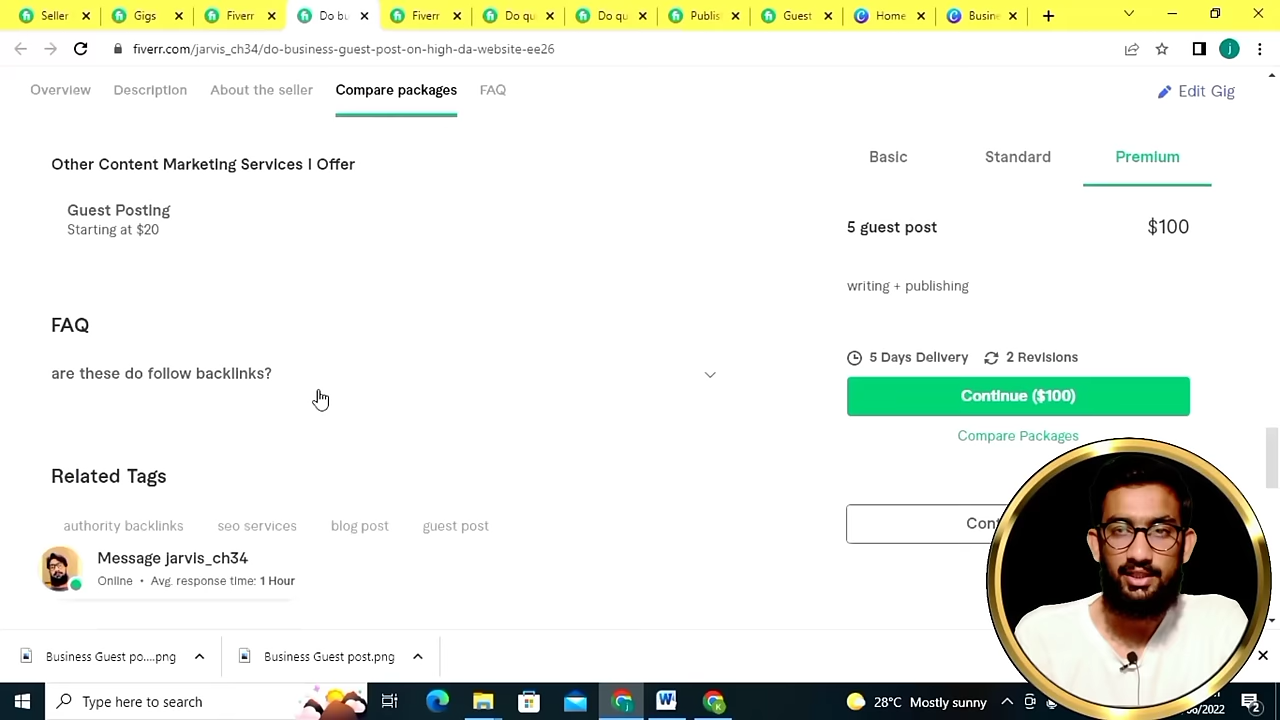 Seller
Gigs
Fiverr
Do bu
Fiverr
Do qu
Do qu
Publis
Guest
Home
Busine
fiverr.com/jarvis_ch34/do-business-guest-post-on-high-da-website-ee26
j
Overview
Description
About the seller
Compare packages
FAQ
Edit Gig
Other Content Marketing Services I Offer
Guest Posting
Starting at $20
Basic
Standard
Premium
5 guest post
$100
writing + publishing
5 Days Delivery
2 Revisions
Continue ($100)
Compare Packages
FAQ
are these do follow backlinks?
Related Tags
authority backlinks
seo services
blog post
guest post
Cont
Message jarvis_ch34
Online • Avg. response time: 1 Hour
Business Guest po....png
Business Guest post.png
Type here to search
28°C Mostly sunny
/2022
2